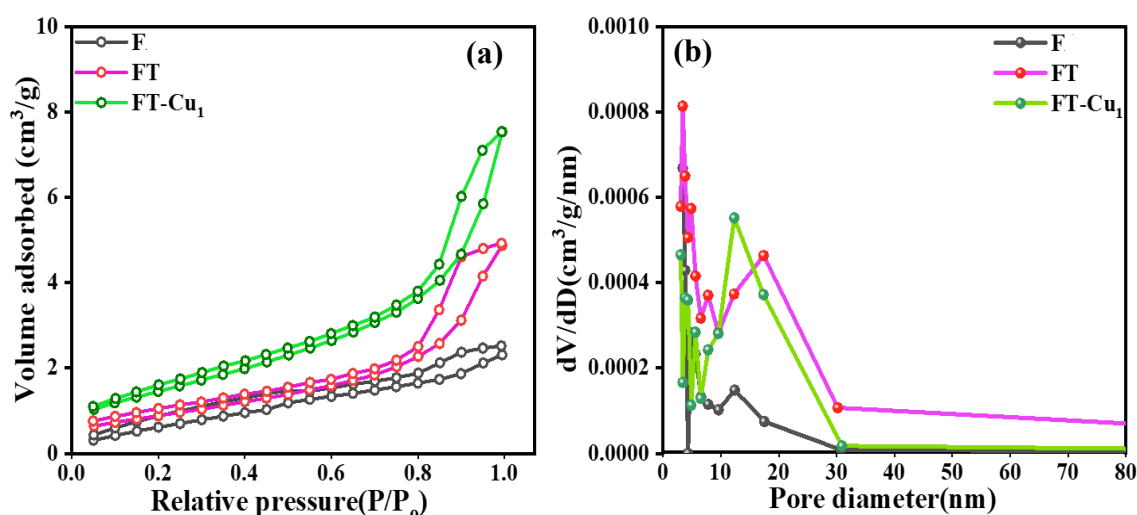 (a)
F
FT
FT-Cu₁
Volume adsorbed (cm³/g)
10
8
6
4
2
0
0.0 0.2 0.4 0.6 0.8 1.0
Relative pressure(P/Pₒ)
(b)
F
FT
FT-Cu₁
dV/dD(cm³/g/nm)
0.0010
0.0008
0.0006
0.0004
0.0002
0.0000
0 10 20 30 40 50 60 70 80
Pore diameter(nm)